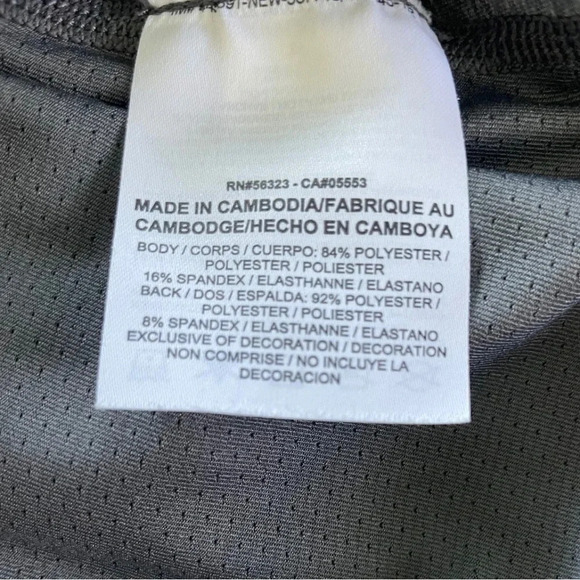 RN#56323 - CA#05553
MADE IN CAMBODIA/FABRIQUE AU
CAMBODGE/HECHO EN CAMBOYA
BODY / CORPS / CUERPO: 84% POLYESTER /
POLYESTER / POLIESTER
16% SPANDEX / ELASTHANNE / ELASTANO
BACK / DOS / ESPALDA: 92% POLYESTER /
POLYESTER / POLIESTER
8% SPANDEX / ELASTHANNE / ELASTANO
EXCLUSIVE OF DECORATION / DECORATION
NON COMPRISE / NO INCLUYE LA
DECORACION